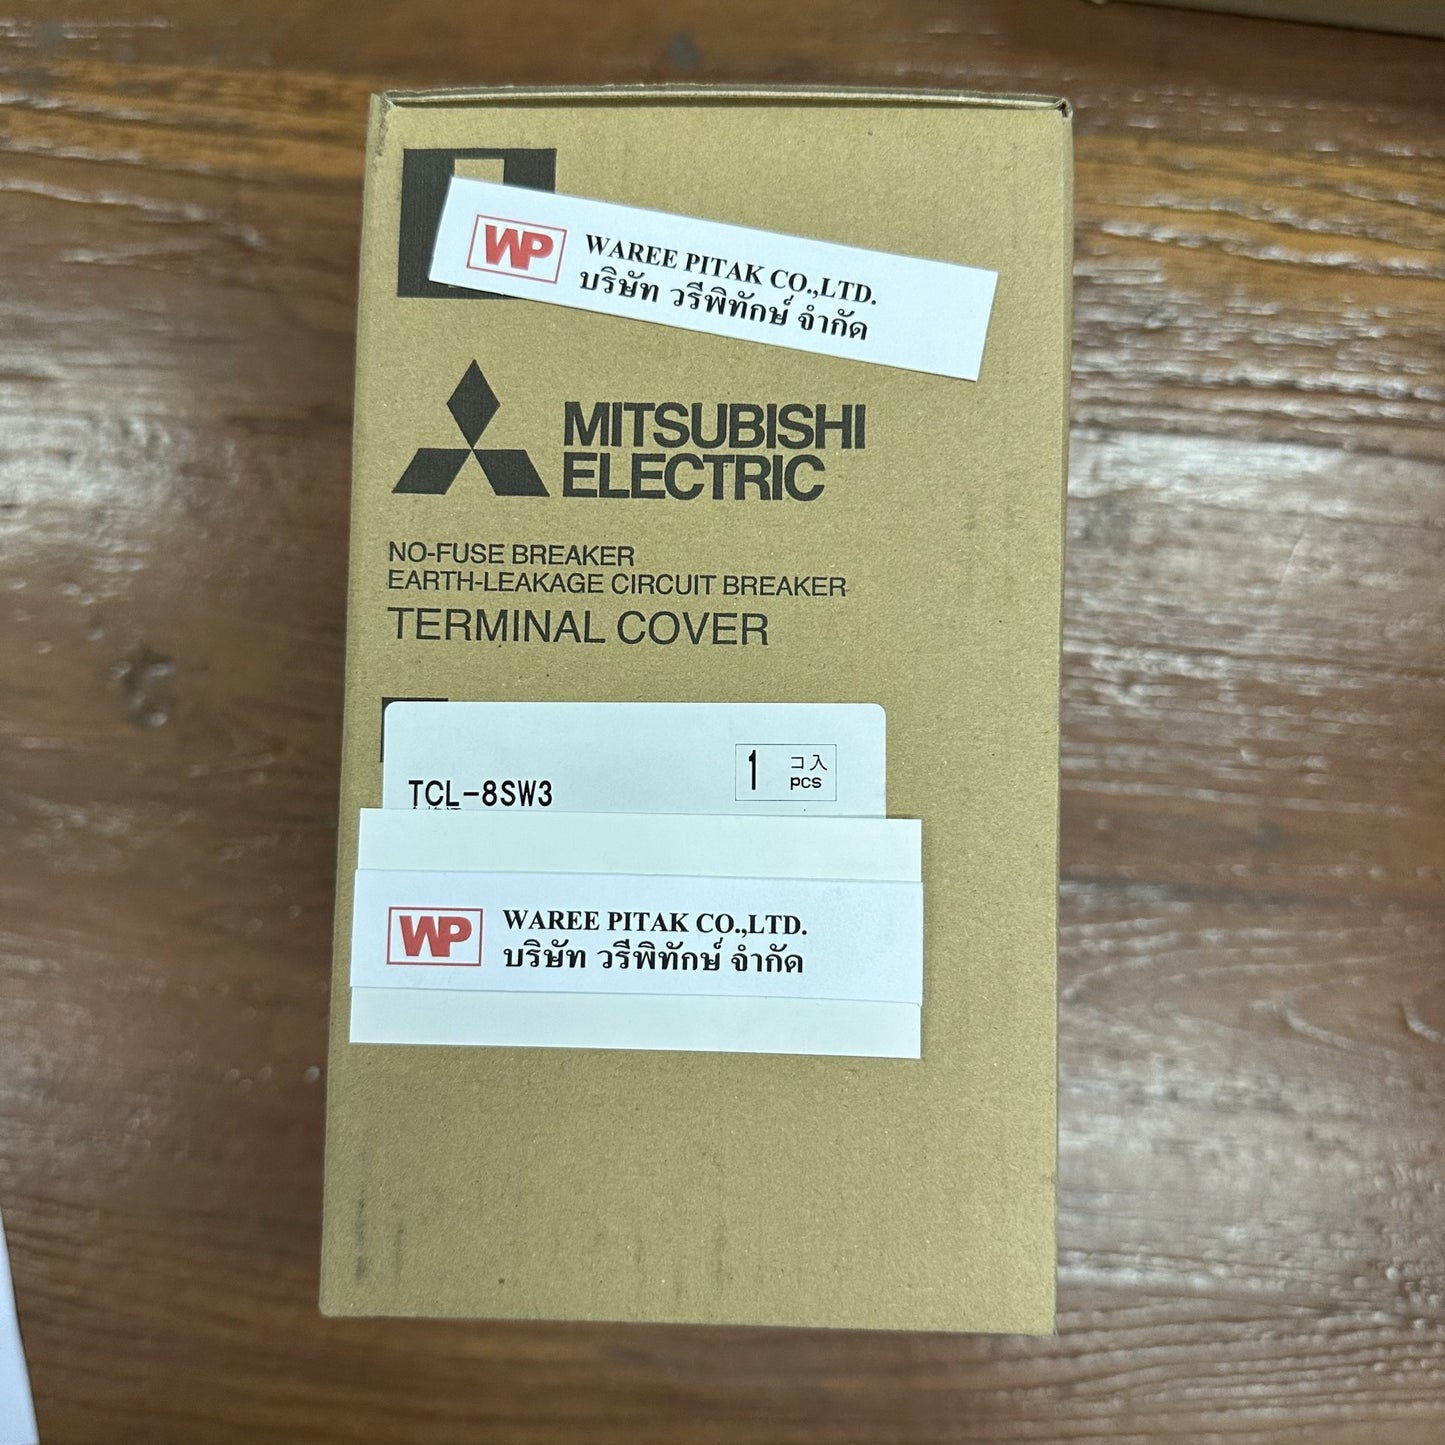 WP
WAREE PITAK CO.,LTD.
บริษัท วรีพิทักษ์ จำกัด
MITSUBISHI
ELECTRIC
NO-FUSE BREAKER
EARTH-LEAKAGE CIRCUIT BREAKER
TERMINAL COVER
1 コ入
pcs
TCL-8SW3
WP
WAREE PITAK CO.,LTD.
บริษัท วรีพิทักษ์ จำกัด